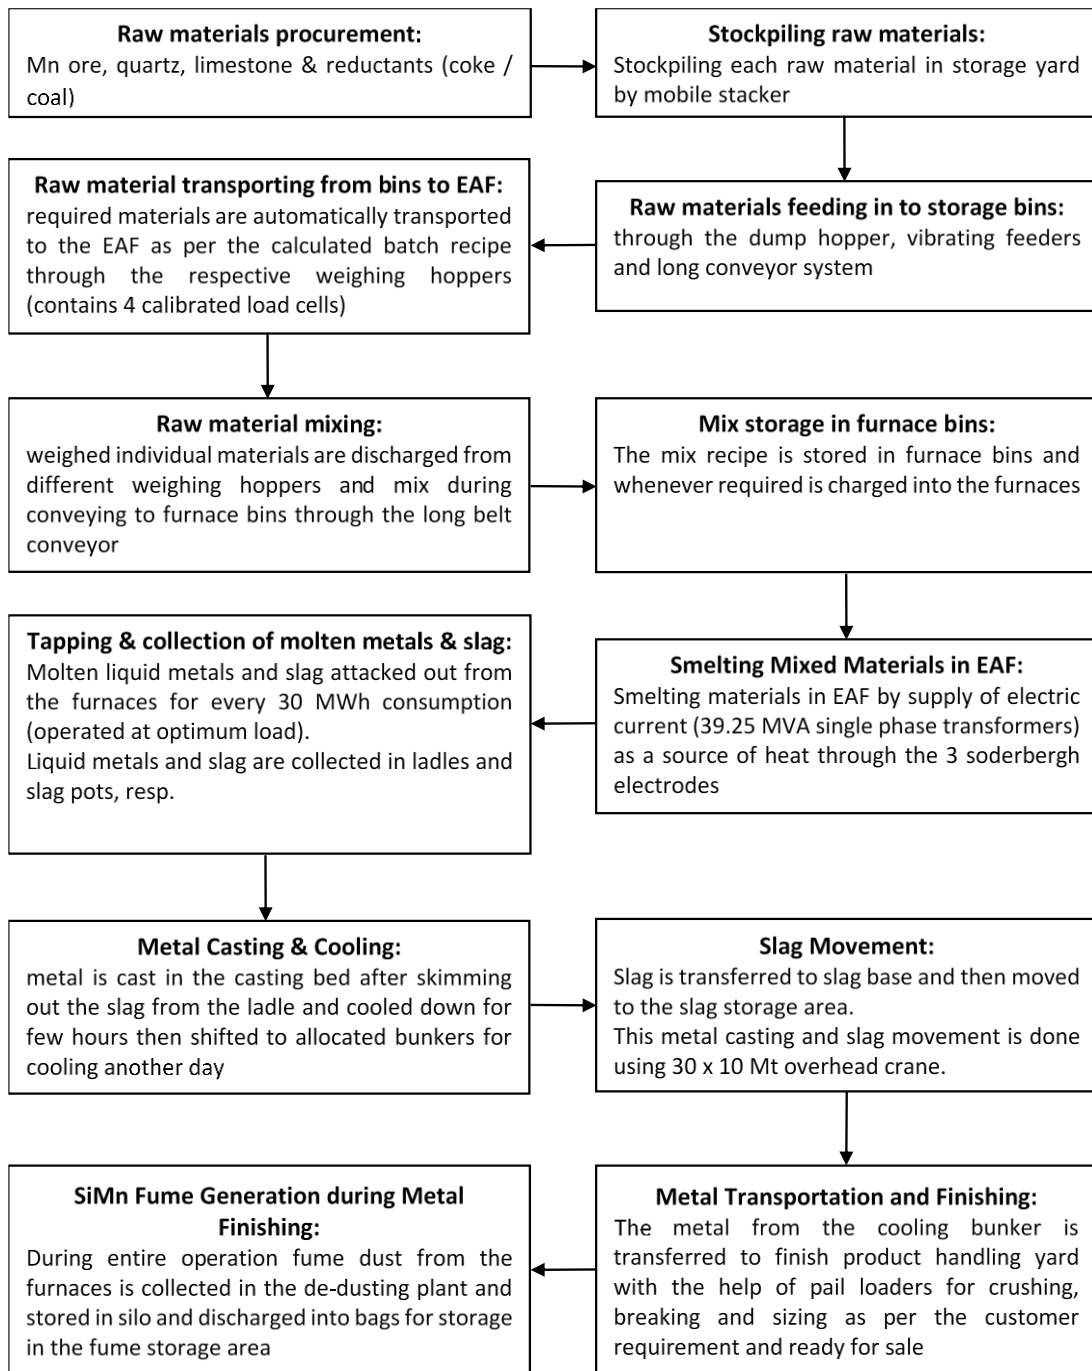 Raw materials procurement:
Mn ore, quartz, limestone & reductants (coke /
coal)
Stockpiling raw materials:
Stockpiling each raw material in storage yard
by mobile stacker
Raw materials feeding in to storage bins:
through the dump hopper, vibrating feeders
and long conveyor system
Raw material transporting from bins to EAF:
required materials are automatically transported
to the EAF as per the calculated batch recipe
through the respective weighing hoppers
(contains 4 calibrated load cells)
Raw material mixing:
weighed individual materials are discharged from
different weighing hoppers and mix during
conveying to furnace bins through the long belt
conveyor
Mix storage in furnace bins:
The mix recipe is stored in furnace bins and
whenever required is charged into the furnaces
Smelting Mixed Materials in EAF:
Smelting materials in EAF by supply of electric
current (39.25 MVA single phase transformers)
as a source of heat through the 3 soderbergh
electrodes
Tapping & collection of molten metals & slag:
Molten liquid metals and slag attacked out from
the furnaces for every 30 MWh consumption
(operated at optimum load).
Liquid metals and slag are collected in ladles and
slag pots, resp.
Metal Casting & Cooling:
metal is cast in the casting bed after skimming
out the slag from the ladle and cooled down for
few hours then shifted to allocated bunkers for
cooling another day
Slag Movement:
Slag is transferred to slag base and then moved
to the slag storage area.
This metal casting and slag movement is done
using 30 x 10 Mt overhead crane.
Metal Transportation and Finishing:
The metal from the cooling bunker is
transferred to finish product handling yard
with the help of pail loaders for crushing,
breaking and sizing as per the customer
requirement and ready for sale
SiMn Fume Generation during Metal
Finishing:
During entire operation fume dust from the
furnaces is collected in the de-dusting plant and
stored in silo and discharged into bags for storage
in the fume storage area